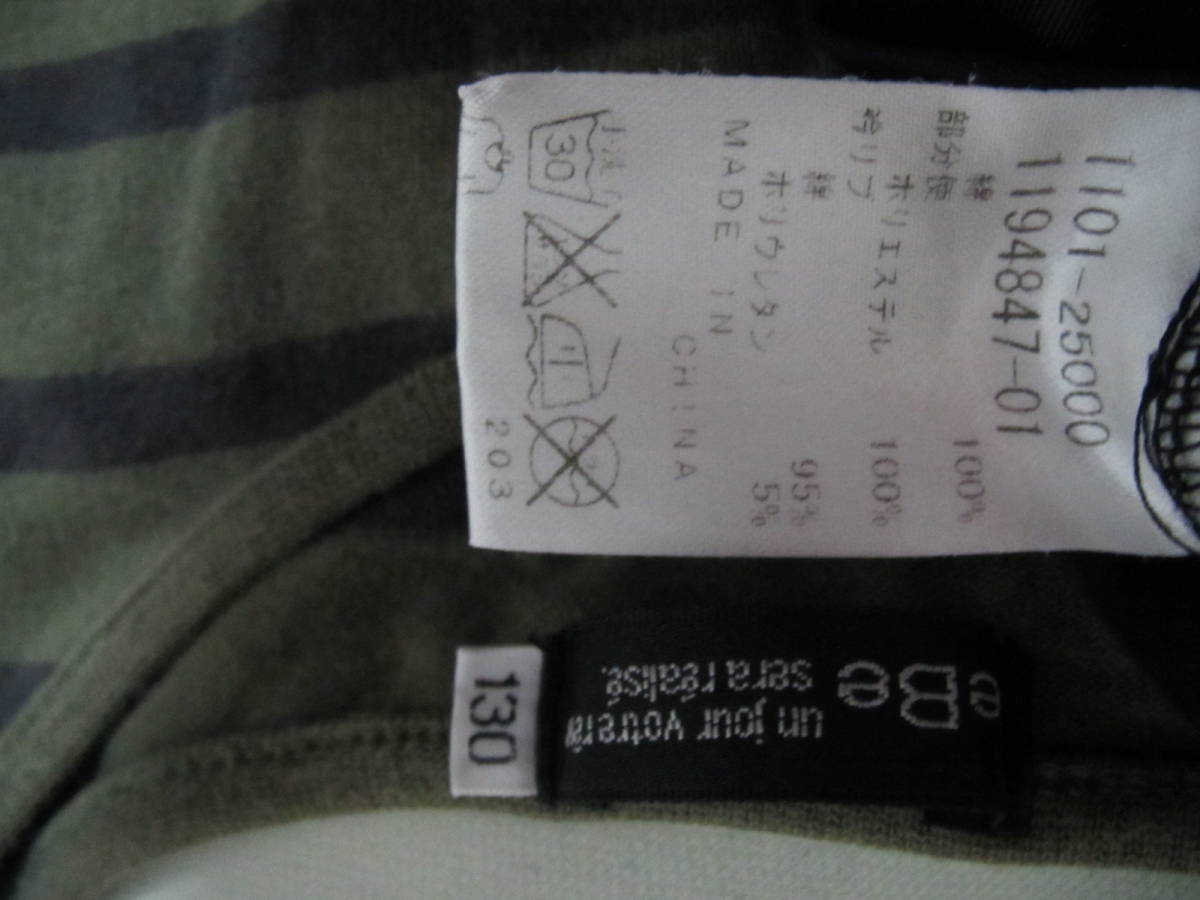 1101-25000
1194847-01
綿 100%
部分使
ポリエステル 100%
衿リブ
綿 95%
ポリウレタン 5%
MADE IN
CHINA
30
203
130
un jour votre
sera réalisé.